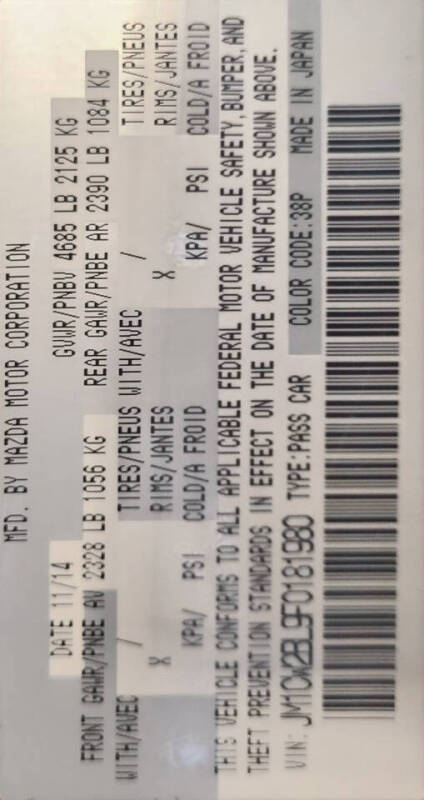 MFD. BY MAZDA MOTOR CORPORATION
DATE 11/14 GVWR/PNBV 4685 LB 2125 KG
FRONT GAWR/PNBE AV 2328 LB 1056 KG REAR GAWR/PNBE AR 2390 LB 1084 KG
WITH/AVEC / TIRES/PNEUS WITH/AVEC / TIRES/PNEUS
X RIMS/JANTES X RIMS/JANTES
KPA/ PSI COLD/A FROID KPA/ PSI COLD/A FROID
THIS VEHICLE CONFORMS TO ALL APPLICABLE FEDERAL MOTOR VEHICLE SAFETY, BUMPER, AND
THEFT PREVENTION STANDARDS IN EFFECT ON THE DATE OF MANUFACTURE SHOWN ABOVE.
VIN: JM1CW2BL9F0181980 TYPE:PASS CAR COLOR CODE:38P MADE IN JAPAN